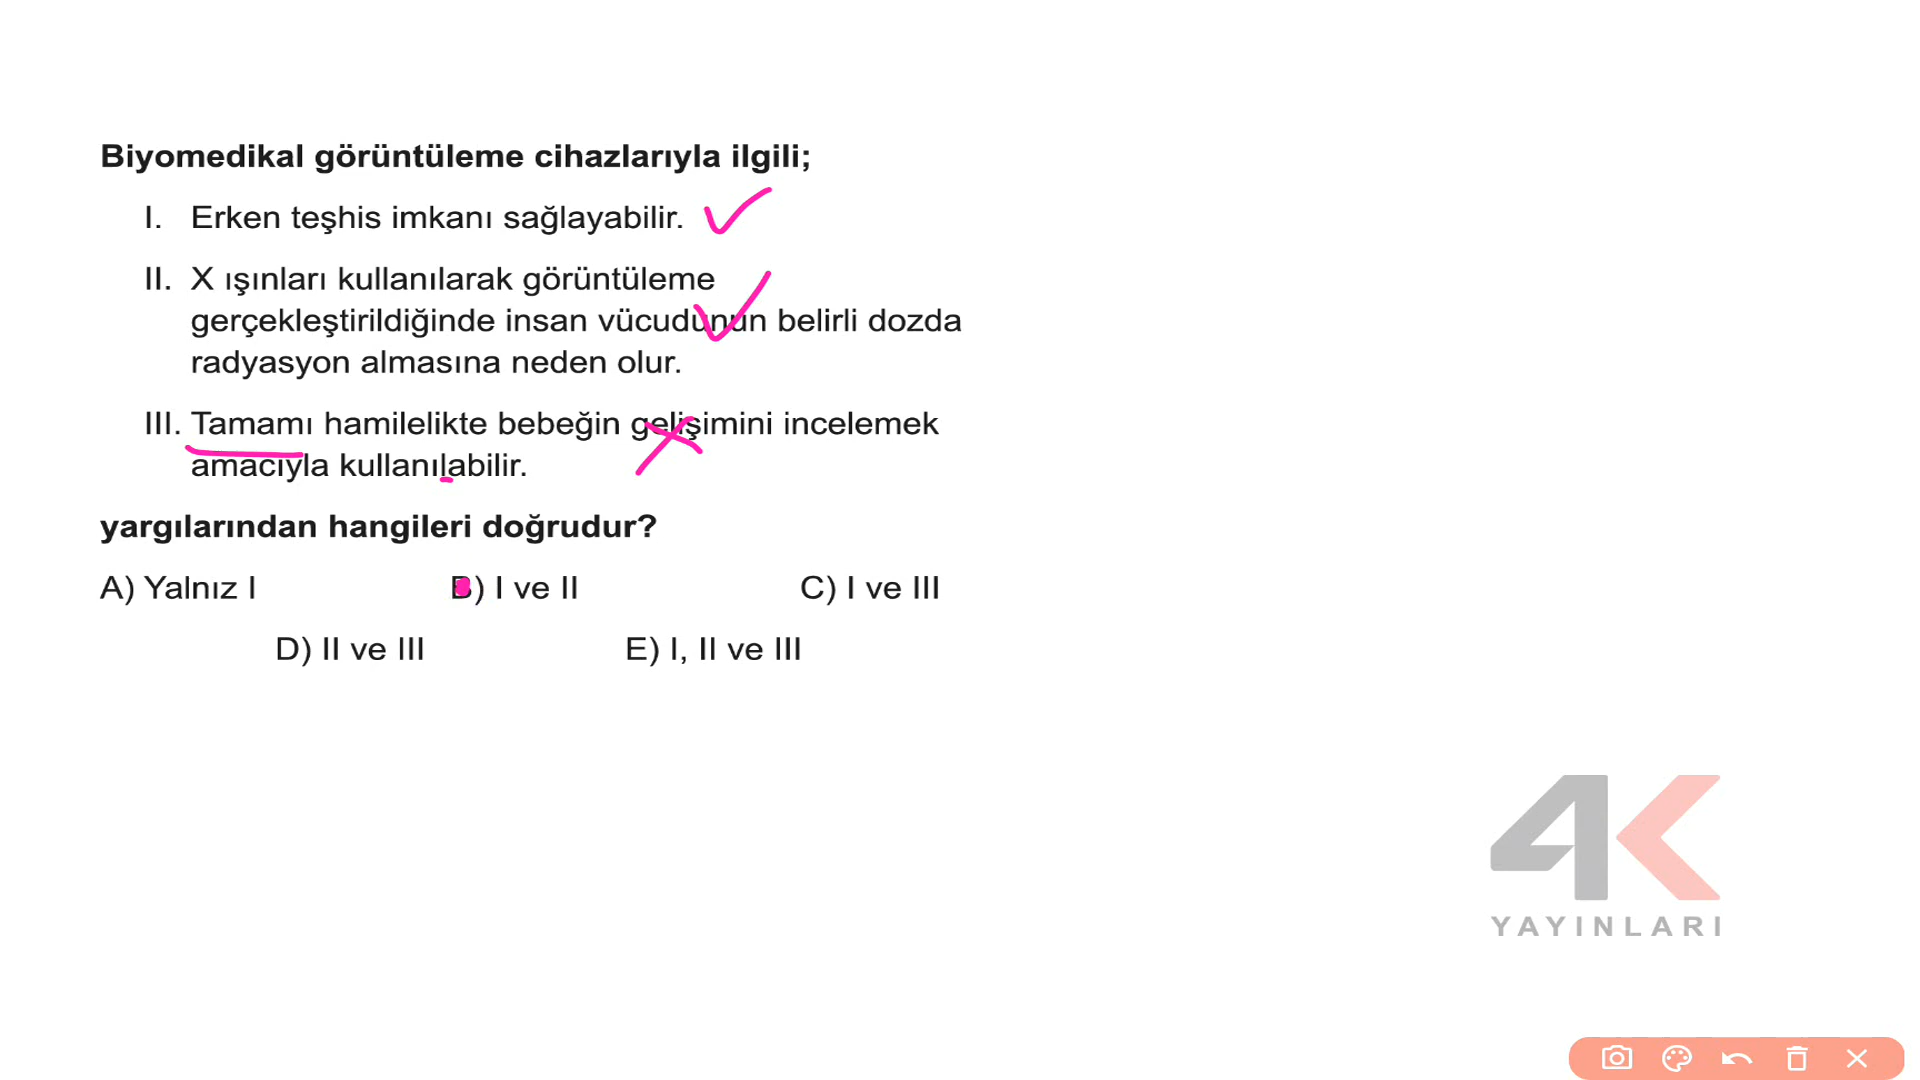 Biyomedikal görüntüleme cihazlarıyla ilgili;
I. Erken teşhis imkanı sağlayabilir.
II. X ışınları kullanılarak görüntüleme
gerçekleştirildiğinde insan vücudunun belirli dozda
radyasyon almasına neden olur.
III. Tamamı hamilelikte bebeğin gelişimini incelemek
amacıyla kullanılabilir.
yargılarından hangileri doğrudur?
A) Yalnız I B) I ve II C) I ve III
D) II ve III E) I, II ve III
4K
YAYINLARI